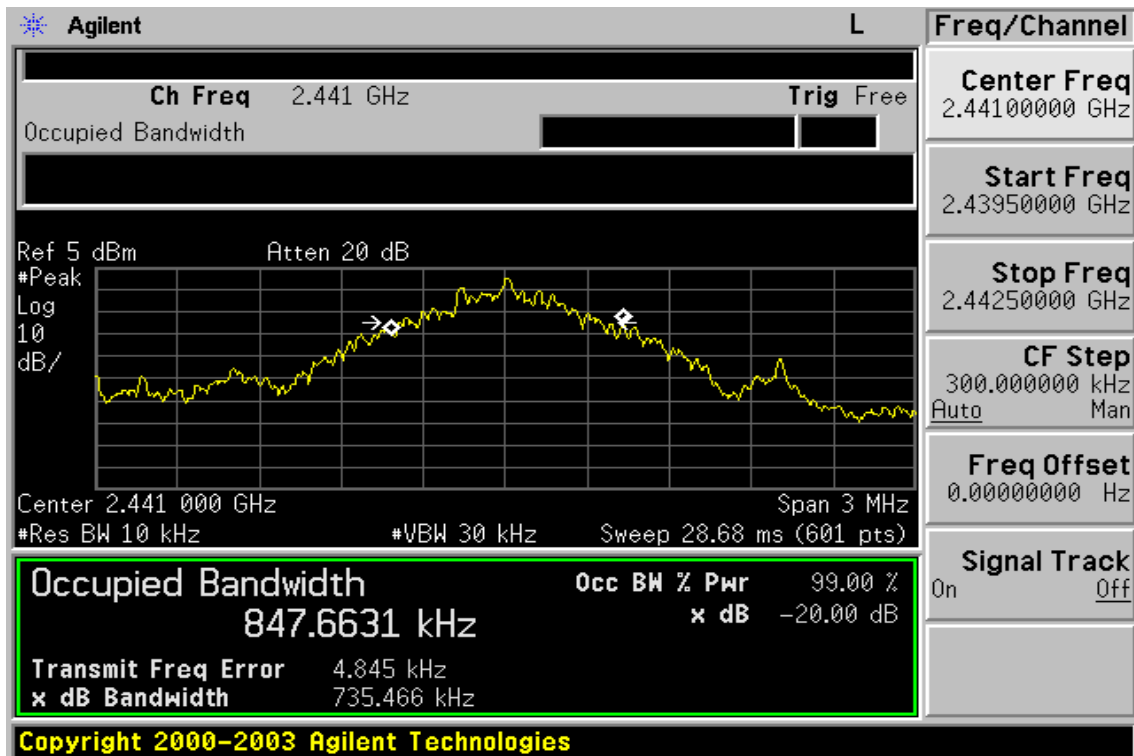 Agilent
L
Freq/Channel
Ch Freq 2.441 GHz
Trig Free
Occupied Bandwidth
Center Freq
2.44100000 GHz
Start Freq
2.43950000 GHz
Stop Freq
2.44250000 GHz
CF Step
300.000000 kHz
Auto Man
Freq Offset
0.00000000 Hz
Signal Track
On Off
Ref 5 dBm
Atten 20 dB
#Peak
Log
10
dB/
Center 2.441 000 GHz
Span 3 MHz
#Res BW 10 kHz
#VBW 30 kHz
Sweep 28.68 ms (601 pts)
Occupied Bandwidth
847.6631 kHz
Occ BW % Pwr 99.00 %
x dB -20.00 dB
Transmit Freq Error 4.845 kHz
x dB Bandwidth 735.466 kHz
Copyright 2000-2003 Agilent Technologies